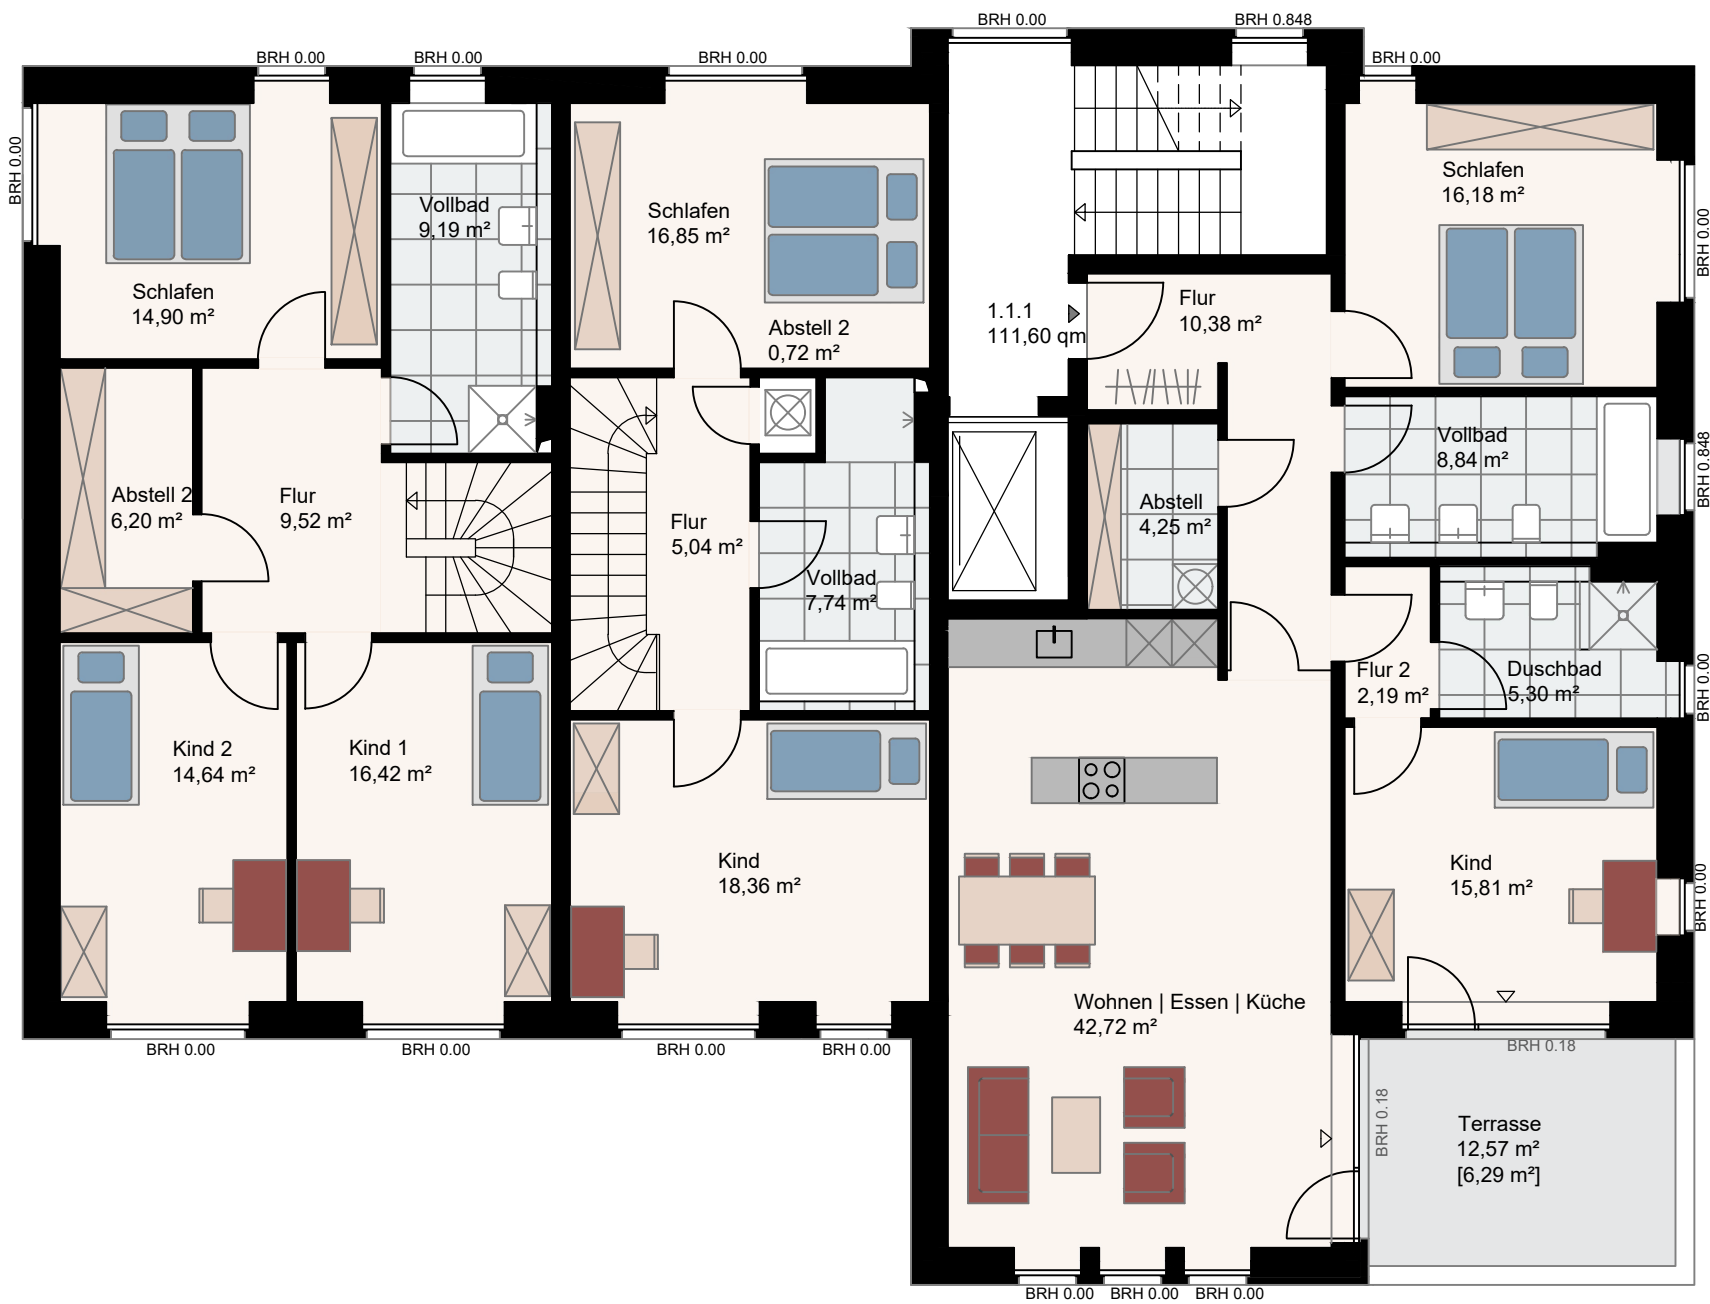 BRH 0.00
BRH 0.848
BRH 0.00
BRH 0.00
BRH 0.00
BRH 0.00
BRH 0.00
Schlafen
14,90 m²
Vollbad
9,19 m²
Schlafen
16,85 m²
Abstell 2
0,72 m²
1.1.1
111,60 qm
Flur
10,38 m²
Schlafen
16,18 m²
BRH 0.00
Abstell 2
6,20 m²
Flur
9,52 m²
Flur
5,04 m²
Vollbad
7,74 m²
Abstell
4,25 m²
Vollbad
8,84 m²
BRH 0.848
Flur 2
2,19 m²
Duschbad
5,30 m²
BRH 0.00
Kind 2
14,64 m²
Kind 1
16,42 m²
Kind
18,36 m²
Kind
15,81 m²
BRH 0.00
Wohnen | Essen | Küche
42,72 m²
BRH 0.00
BRH 0.00
BRH 0.00
BRH 0.00
BRH 0.18
BRH 0.18
Terrasse
12,57 m²
[6,29 m²]
BRH 0.00
BRH 0.00
BRH 0.00